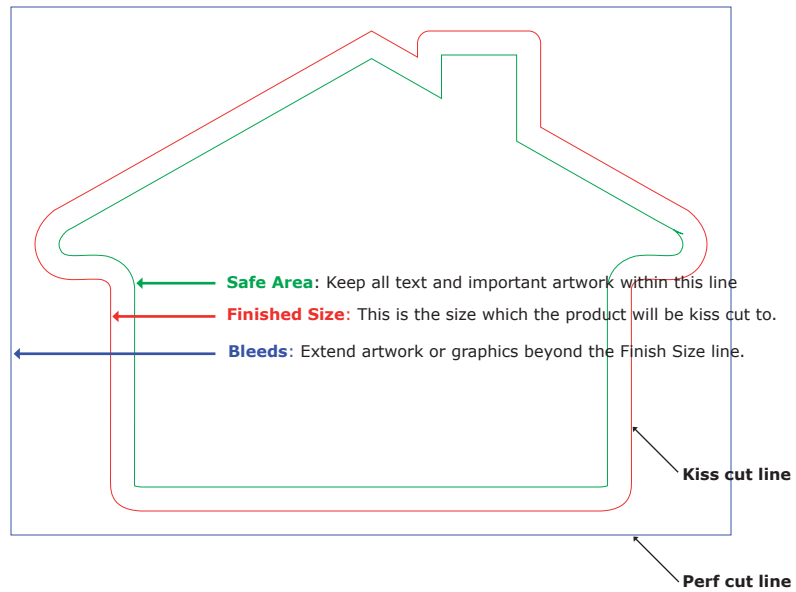 Safe Area: Keep all text and important artwork within this line
Finished Size: This is the size which the product will be kiss cut to.
Bleeds: Extend artwork or graphics beyond the Finish Size line.
Kiss cut line
Perf cut line